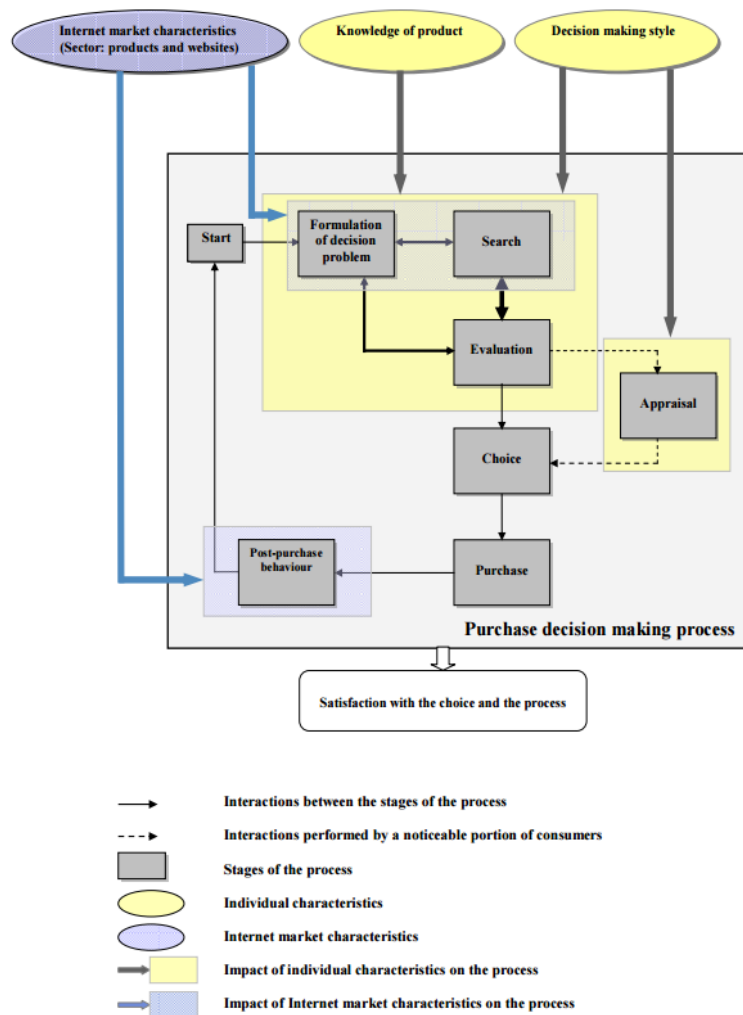 Internet market characteristics
(Sector: products and websites)
Knowledge of product
Decision making style
Start
Formulation
of decision
problem
Search
Evaluation
Appraisal
Choice
Post-purchase
behaviour
Purchase
Purchase decision making process
Satisfaction with the choice and the process
Interactions between the stages of the process
Interactions performed by a noticeable portion of consumers
Stages of the process
Individual characteristics
Internet market characteristics
Impact of individual characteristics on the process
Impact of Internet market characteristics on the process